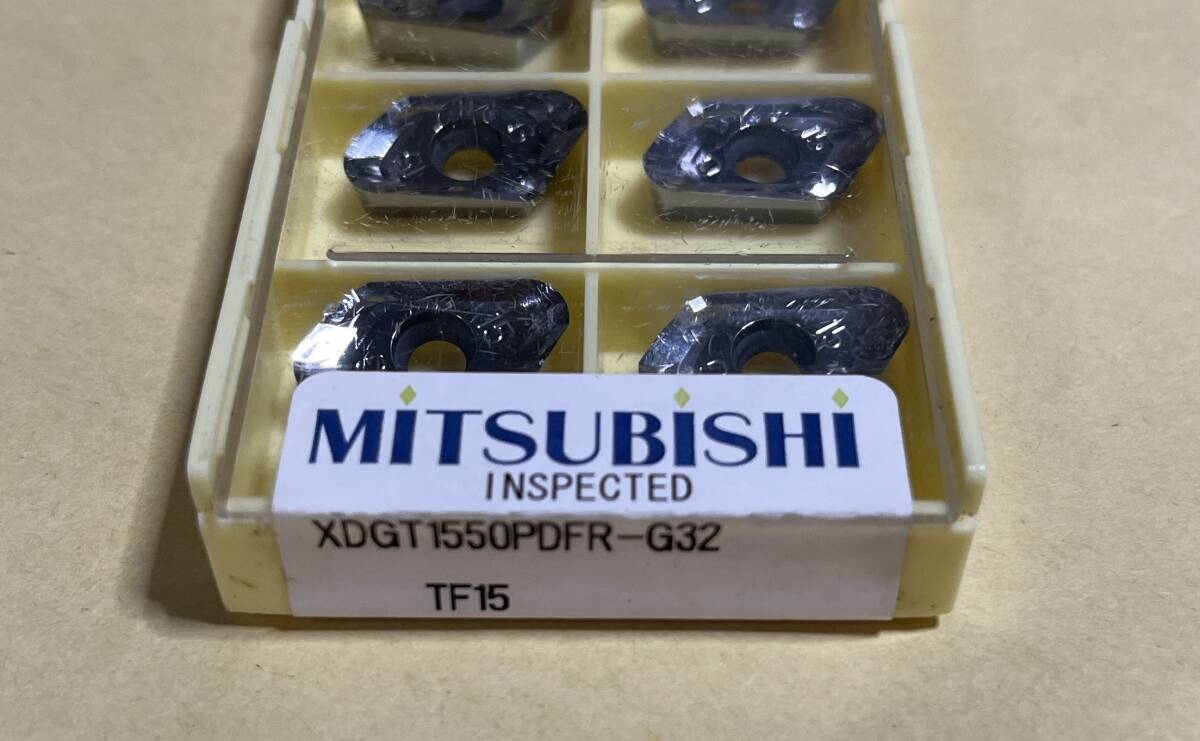 MITSUBISHI
INSPECTED
XDGT1550PDFR-G32
TF15